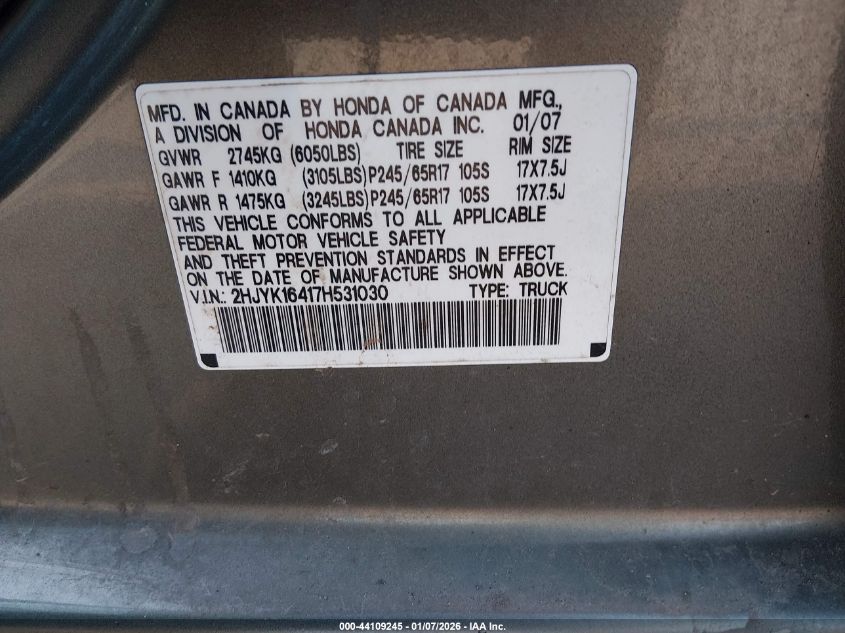 MFD. IN CANADA BY HONDA OF CANADA MFG.,
A DIVISION OF HONDA CANADA INC. 01/07
GVWR 2745KG (6050LBS) TIRE SIZE RIM SIZE
GAWR F 1410KG (3105LBS) P245/65R17 105S 17X7.5J
GAWR R 1475KG (3245LBS) P245/65R17 105S 17X7.5J
THIS VEHICLE CONFORMS TO ALL APPLICABLE
FEDERAL MOTOR VEHICLE SAFETY
AND THEFT PREVENTION STANDARDS IN EFFECT
ON THE DATE OF MANUFACTURE SHOWN ABOVE.
V.I.N.: 2HJYK16417H531030 TYPE: TRUCK
000-44109245 - 01/07/2026 - IAA Inc.